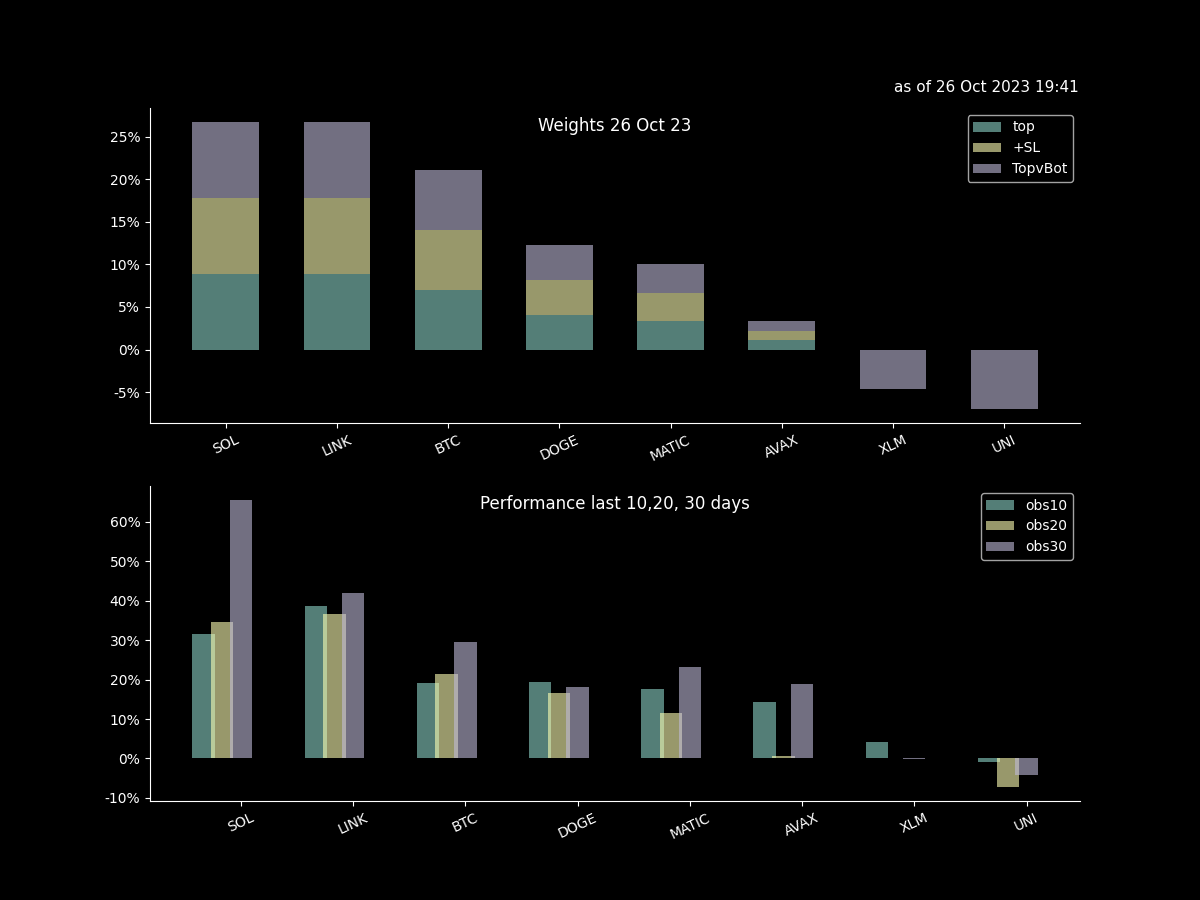 as of 26 Oct 2023 19:41
Weights 26 Oct 23
top
+SL
TopvBot
25%
20%
15%
10%
5%
0%
-5%
SOL LINK BTC DOGE MATIC AVAX XLM UNI
Performance last 10,20, 30 days
obs10
obs20
obs30
60%
50%
40%
30%
20%
10%
0%
-10%
SOL LINK BTC DOGE MATIC AVAX XLM UNI